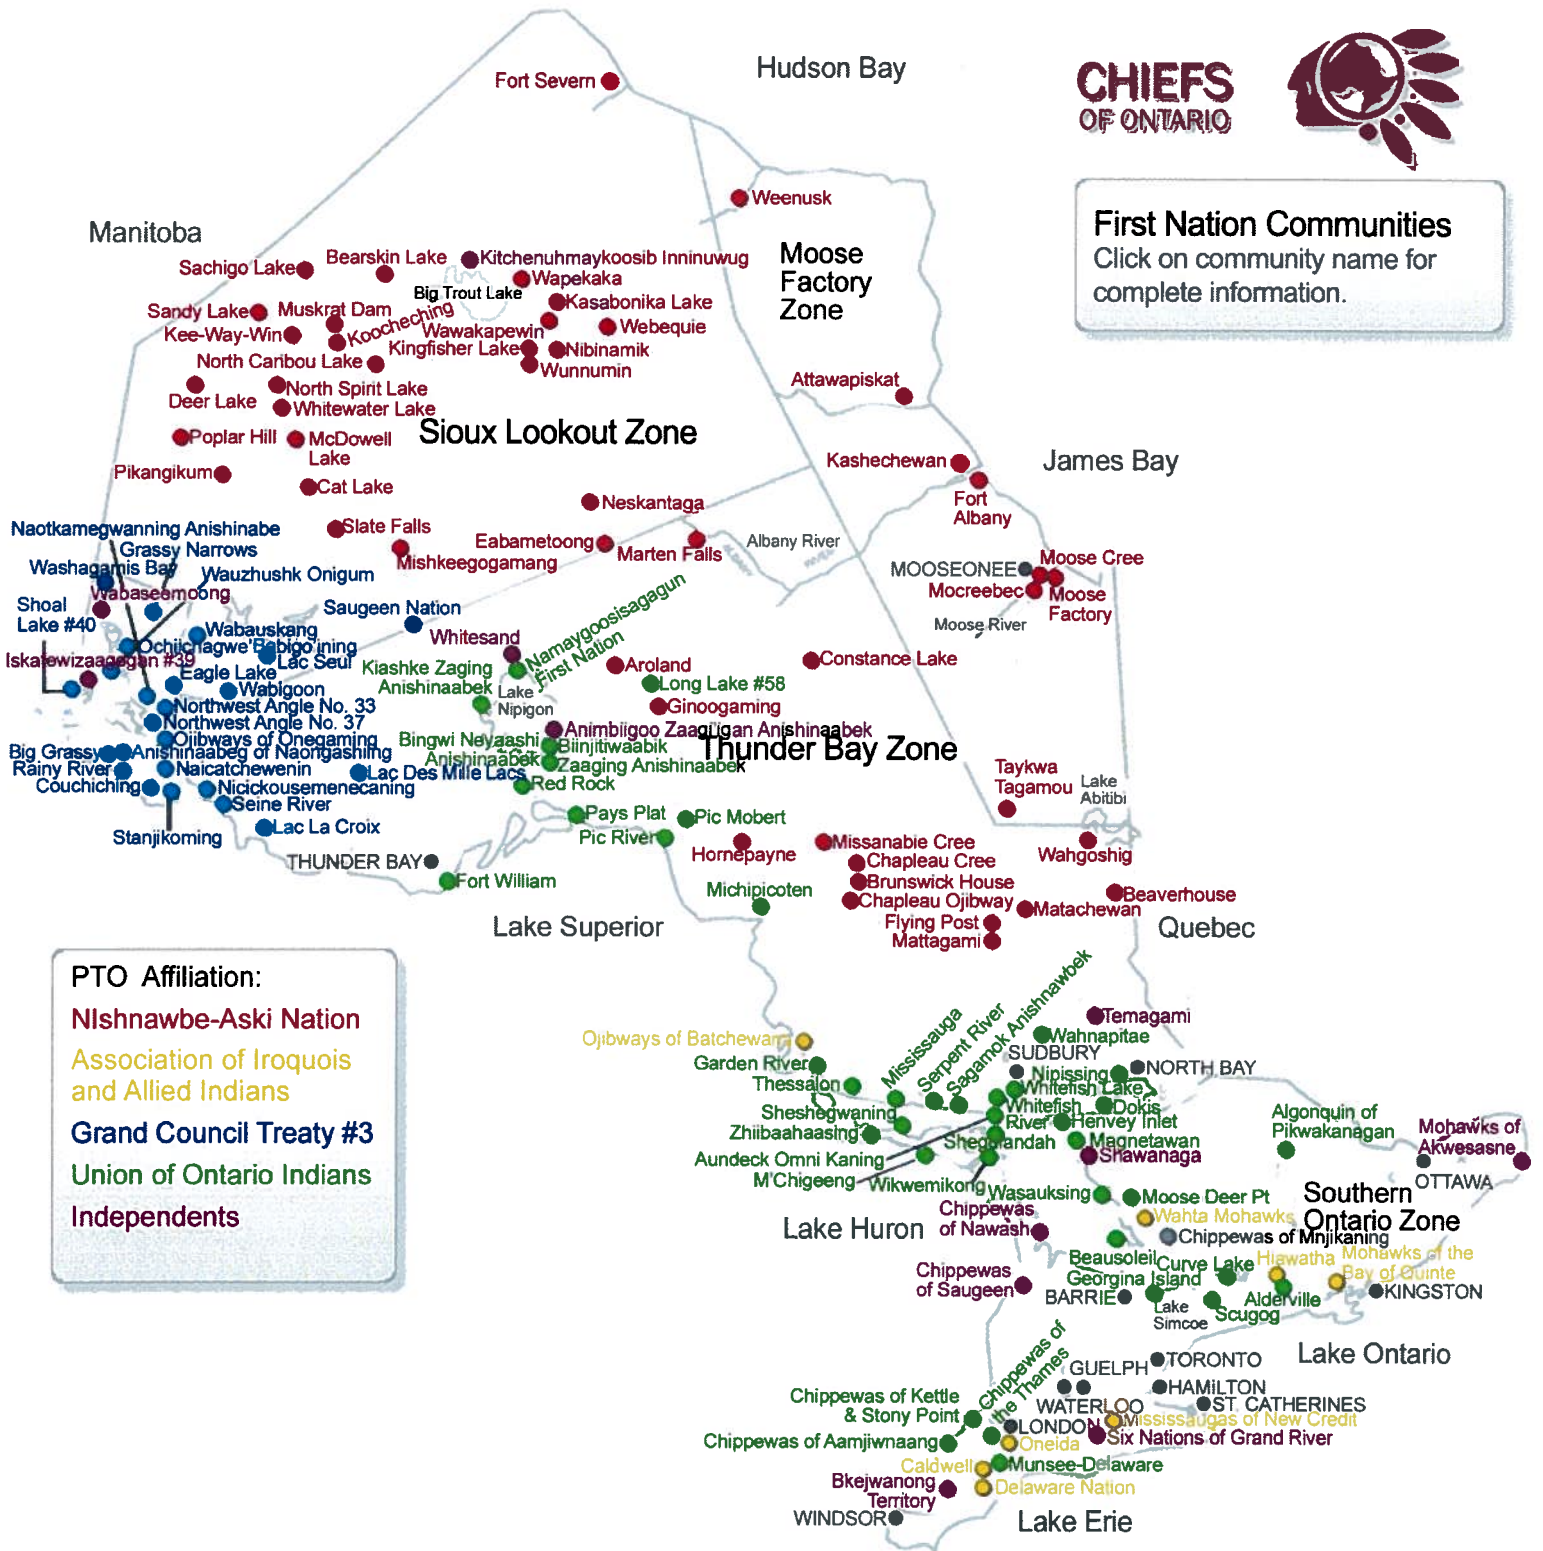 Hudson Bay
CHIEFS
OF ONTARIO
Fort Severn
First Nation Communities
Click on community name for
complete information.
Weenusk
Manitoba
Moose
Factory
Zone
Bearskin Lake
Kitchenuhmaykoosib Inninuwug
Sachigo Lake
Wapekaka
Big Trout Lake
Sandy Lake
Muskrat Dam
Kasabonika Lake
Koocheching
Kee-Way-Win
Wawakapewin
Webequie
Kingfisher Lake
Nibinamik
North Caribou Lake
Wunnumin
North Spirit Lake
Deer Lake
Whitewater Lake
Attawapiskat
Poplar Hill
McDowell
Lake
Sioux Lookout Zone
Pikangikum
Cat Lake
Kashechewan
James Bay
Neskantaga
Fort
Albany
Slate Falls
Naotkamegwanning Anishinabe
Grassy Narrows
Washagamis Bay
Wauzhushk Onigum
Wabaseemoong
Mishkeegogamang
Eabametoong
Marten Falls
Albany River
ALBANY RIVER
MOOSEONEE
Moose Cree
Mocreebec
Moose
Factory
Moose River
Shoal
Lake #40
Saugeen Nation
Wabauskang
Whitesand
Namaygoosisagagun
First Nation
Ochiichagwe'Babigo'ining
Iskatewizaagegan #39
Lac Seul
Eagle Lake
Kiashke Zaging
Anishinaabek
Aroland
Constance Lake
Long Lake #58
Lake
Nipigon
Ginoogaming
Wabigoon
Northwest Angle No. 33
Northwest Angle No. 37
Animbiigoo Zaagiigan Anishinaabek
Ojibways of Onegaming
Bingwi Neyaashi
Anishinaabek
Biinjitiwaabik
Zaaging Anishinaabek
Thunder Bay Zone
Big Grassy
Anishinaabeg of Naongashiing
Rainy River
Naicatchewenin
Lac Des Mille Lacs
Red Rock
Couchiching
Nicickousemenecaning
Seine River
Stanjikoming
Lac La Croix
Taykwa
Tagamou
Lake
Abitibi
Pays Plat
Pic Mobert
Pic River
Hornepayne
Missanabie Cree
Wahgoshig
THUNDER BAY
Chapleau Cree
Fort William
Brunswick House
Michipicoten
Chapleau Ojibway
Beaverhouse
Matachewan
Flying Post
Mattagami
Lake Superior
Quebec
PTO Affiliation:
NIshnawbe-Aski Nation
Association of Iroquois
and Allied Indians
Grand Council Treaty #3
Union of Ontario Indians
Independents
Temagami
Ojibways of Batchewana
Mississauga
Serpent River
Sagamok Anishnawbek
Wahnapitae
SUDBURY
Garden River
Nipissing
NORTH BAY
Thessalon
Whitefish Lake
Sheshegwaning
Whitefish
River
Dokis
Zhiibaahaasing
Henvey Inlet
Algonquin of
Pikwakanagan
Mohawks of
Akwesasne
Shegulandah
Magnetawan
Aundeck Omni Kaning
Shawanaga
M'Chigeeng
Wikwemikong
OTTAWA
Wasauksing
Moose Deer Pt
Southern
Ontario Zone
Chippewas
of Nawash
Lake Huron
Wahta Mohawks
Chippewas of Mnjikaning
Beausoleil
Curve Lake
Hiawatha
Mohawks of the
Bay of Quinte
Chippewas
of Saugeen
Georgina Island
BARRIE
Lake
Simcoe
Scugog
Alderville
KINGSTON
Chippewas of
the Thames
GUELPH
TORONTO
Lake Ontario
Chippewas of Kettle
& Stony Point
WATERLOO
HAMILTON
ST. CATHERINES
LONDON
Mississaugas of New Credit
Chippewas of Aamjiwnaang
Oneida
Six Nations of Grand River
Caldwell
Munsee-Delaware
Bkejwanong
Territory
Delaware Nation
WINDSOR
Lake Erie